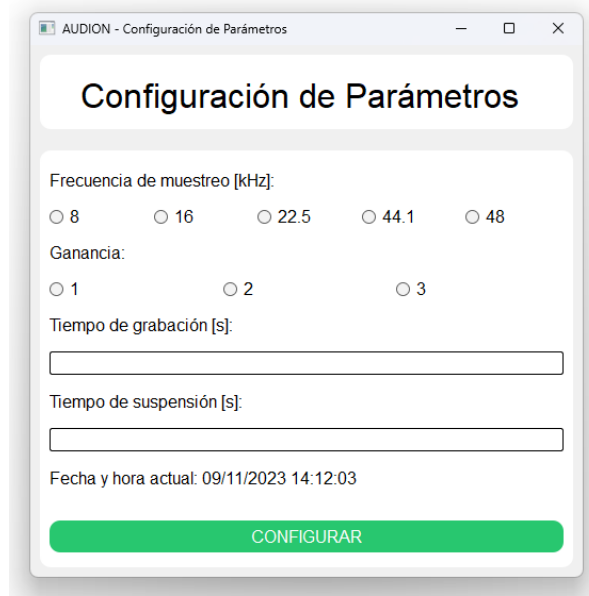 AUDION - Configuración de Parámetros
Configuración de Parámetros
Frecuencia de muestreo [kHz]:
8 16 22.5 44.1 48
Ganancia:
1 2 3
Tiempo de grabación [s]:
Tiempo de suspensión [s]:
Fecha y hora actual: 09/11/2023 14:12:03
CONFIGURAR